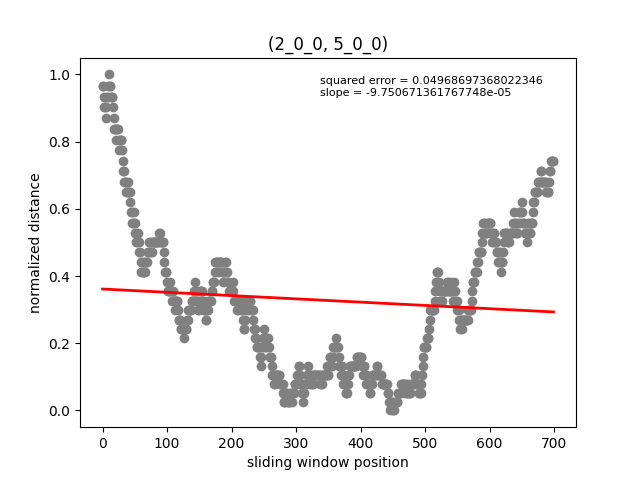 (2_0_0, 5_0_0)
squared error = 0.04968697368022346
slope = -9.750671361767748e-05
1.0
0.8
0.6
0.4
0.2
0.0
normalized distance
0 100 200 300 400 500 600 700
sliding window position